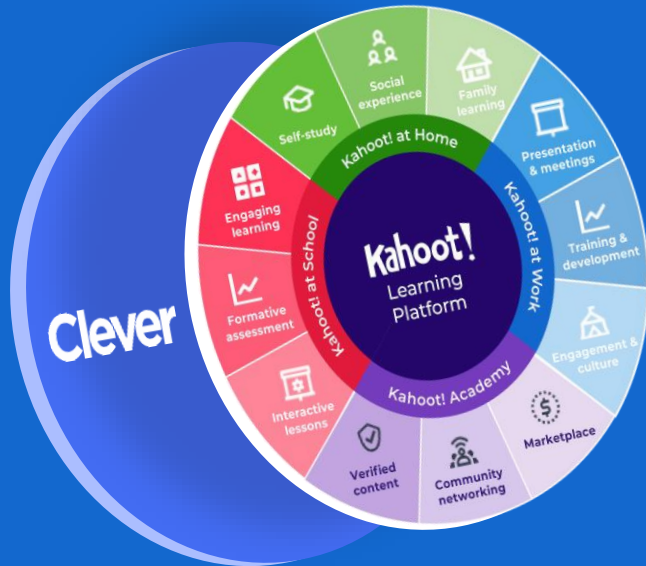 Clever
Kahoot!
Learning
Platform
Kahoot! at Home
Self-study
Social
experience
Family
learning
Kahoot! at Work
Presentation
& meetings
Training &
development
Engagement &
culture
Kahoot! Academy
Marketplace
Community
networking
Verified
content
Kahoot! at School
Interactive
lessons
Formative
assessment
Engaging
learning